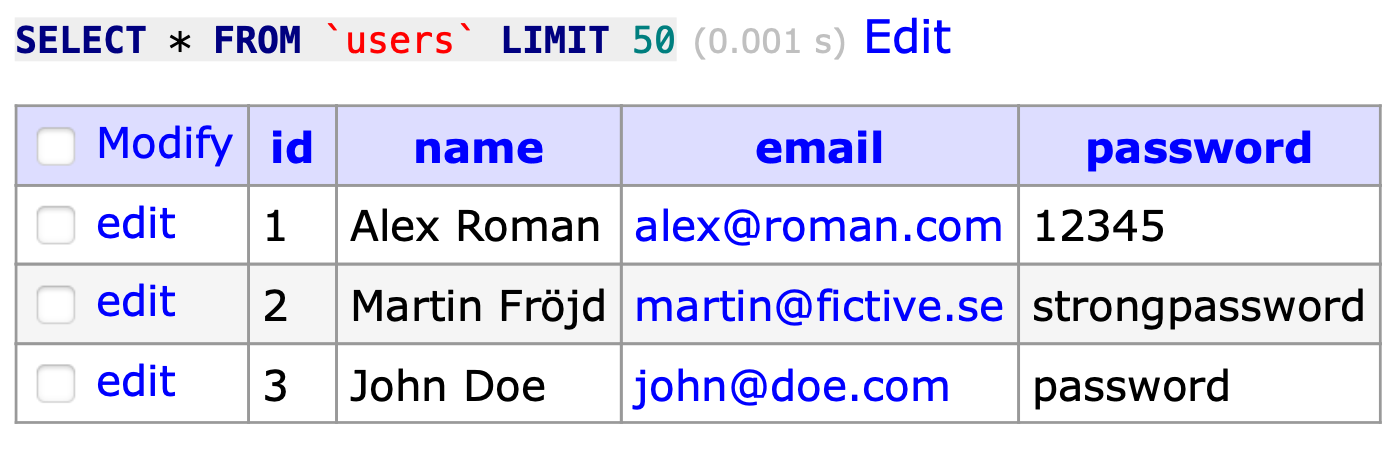 SELECT * FROM `users` LIMIT 50 (0.001 s) Edit
Modify id name email password
edit 1 Alex Roman alex@roman.com 12345
edit 2 Martin Fröjd martin@fictive.se strongpassword
edit 3 John Doe john@doe.com password